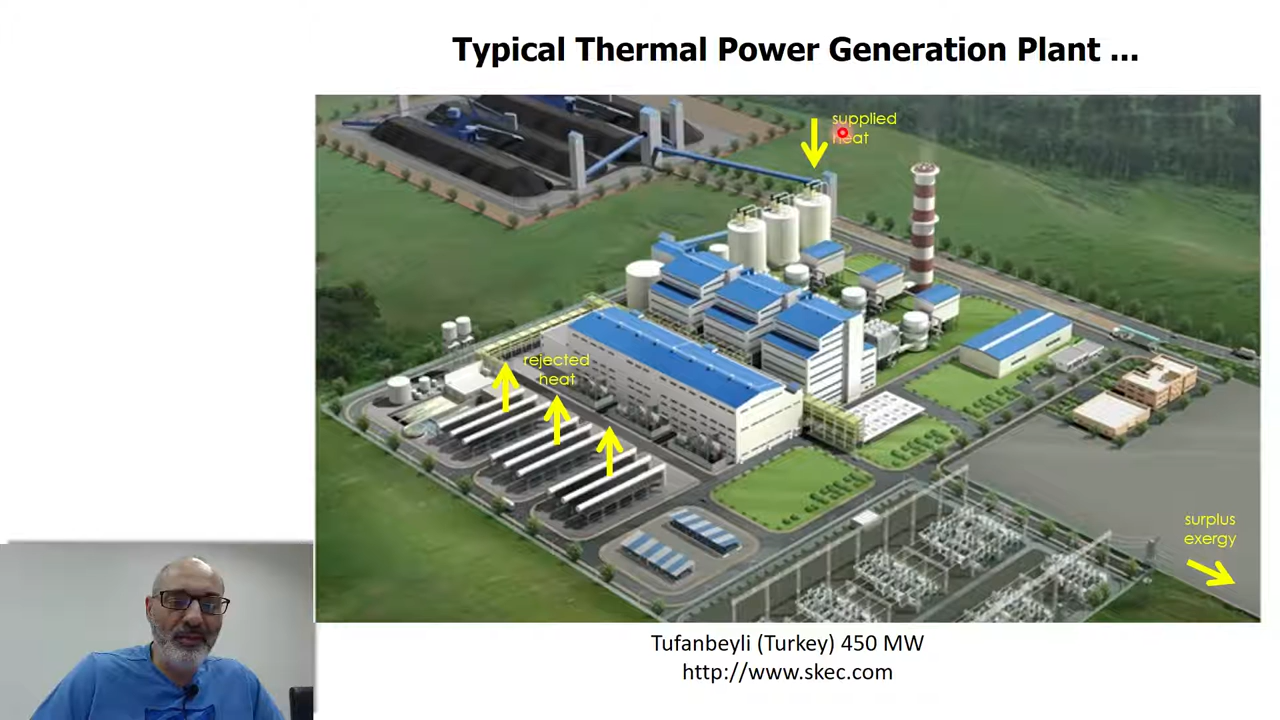 Typical Thermal Power Generation Plant ...
supplied
heat
rejected
heat
surplus
exergy
Tufanbeyli (Turkey) 450 MW
http://www.skec.com